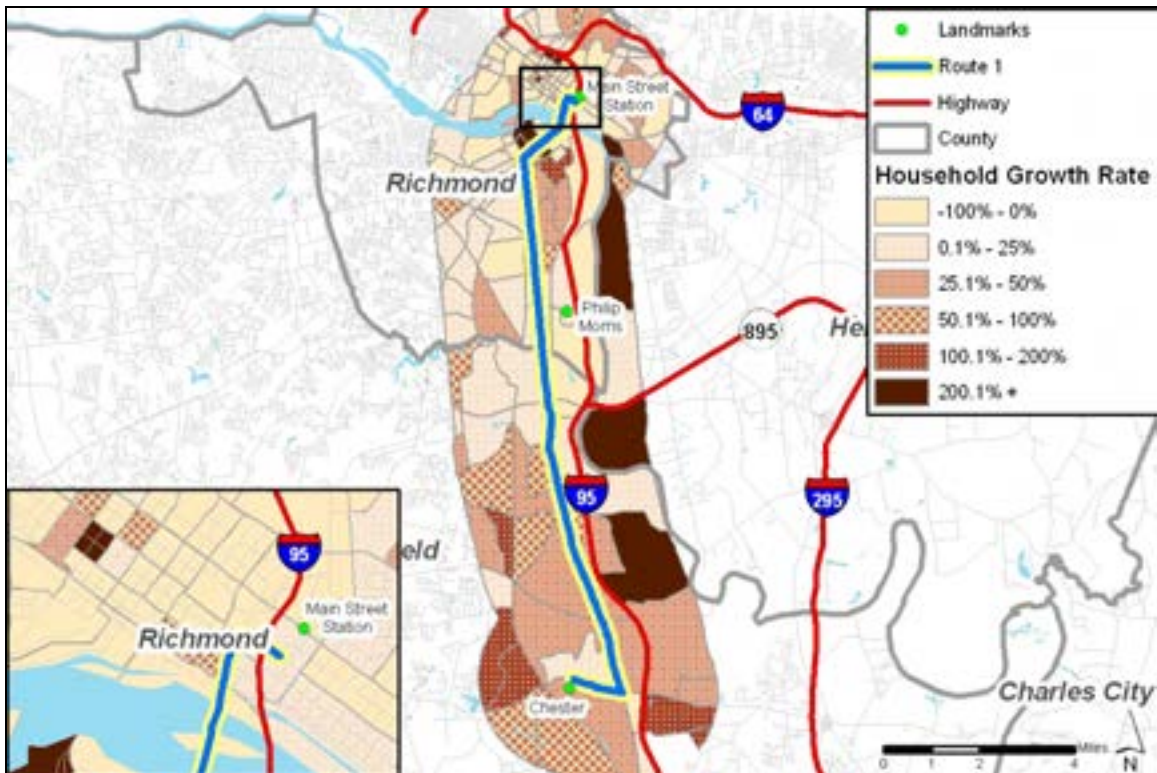 Landmarks
Route 1
Highway
County
Household Growth Rate
-100% - 0%
0.1% - 25%
25.1% - 50%
50.1% - 100%
100.1% - 200%
200.1% +
Main Street
Station
64
Richmond
Philip
Morris
895
He
95
295
eld
Chester
Charles City
Miles
0 1 2 4
N
95
Main Street
Station
Richmond